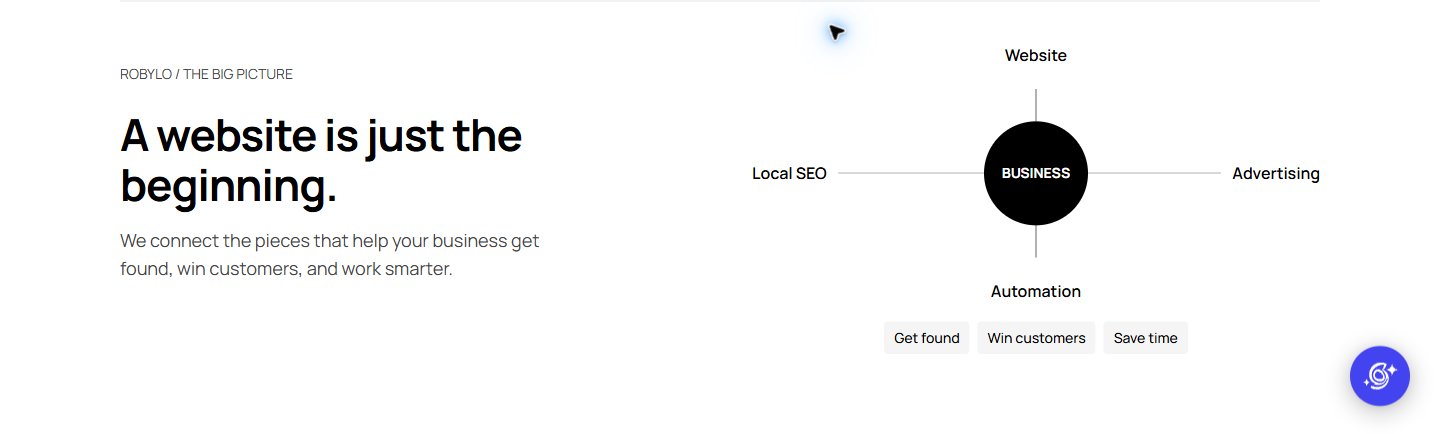 ROBYLO / THE BIG PICTURE
A website is just the
beginning.
We connect the pieces that help your business get
found, win customers, and work smarter.
Website
Local SEO
BUSINESS
Advertising
Automation
Get found
Win customers
Save time